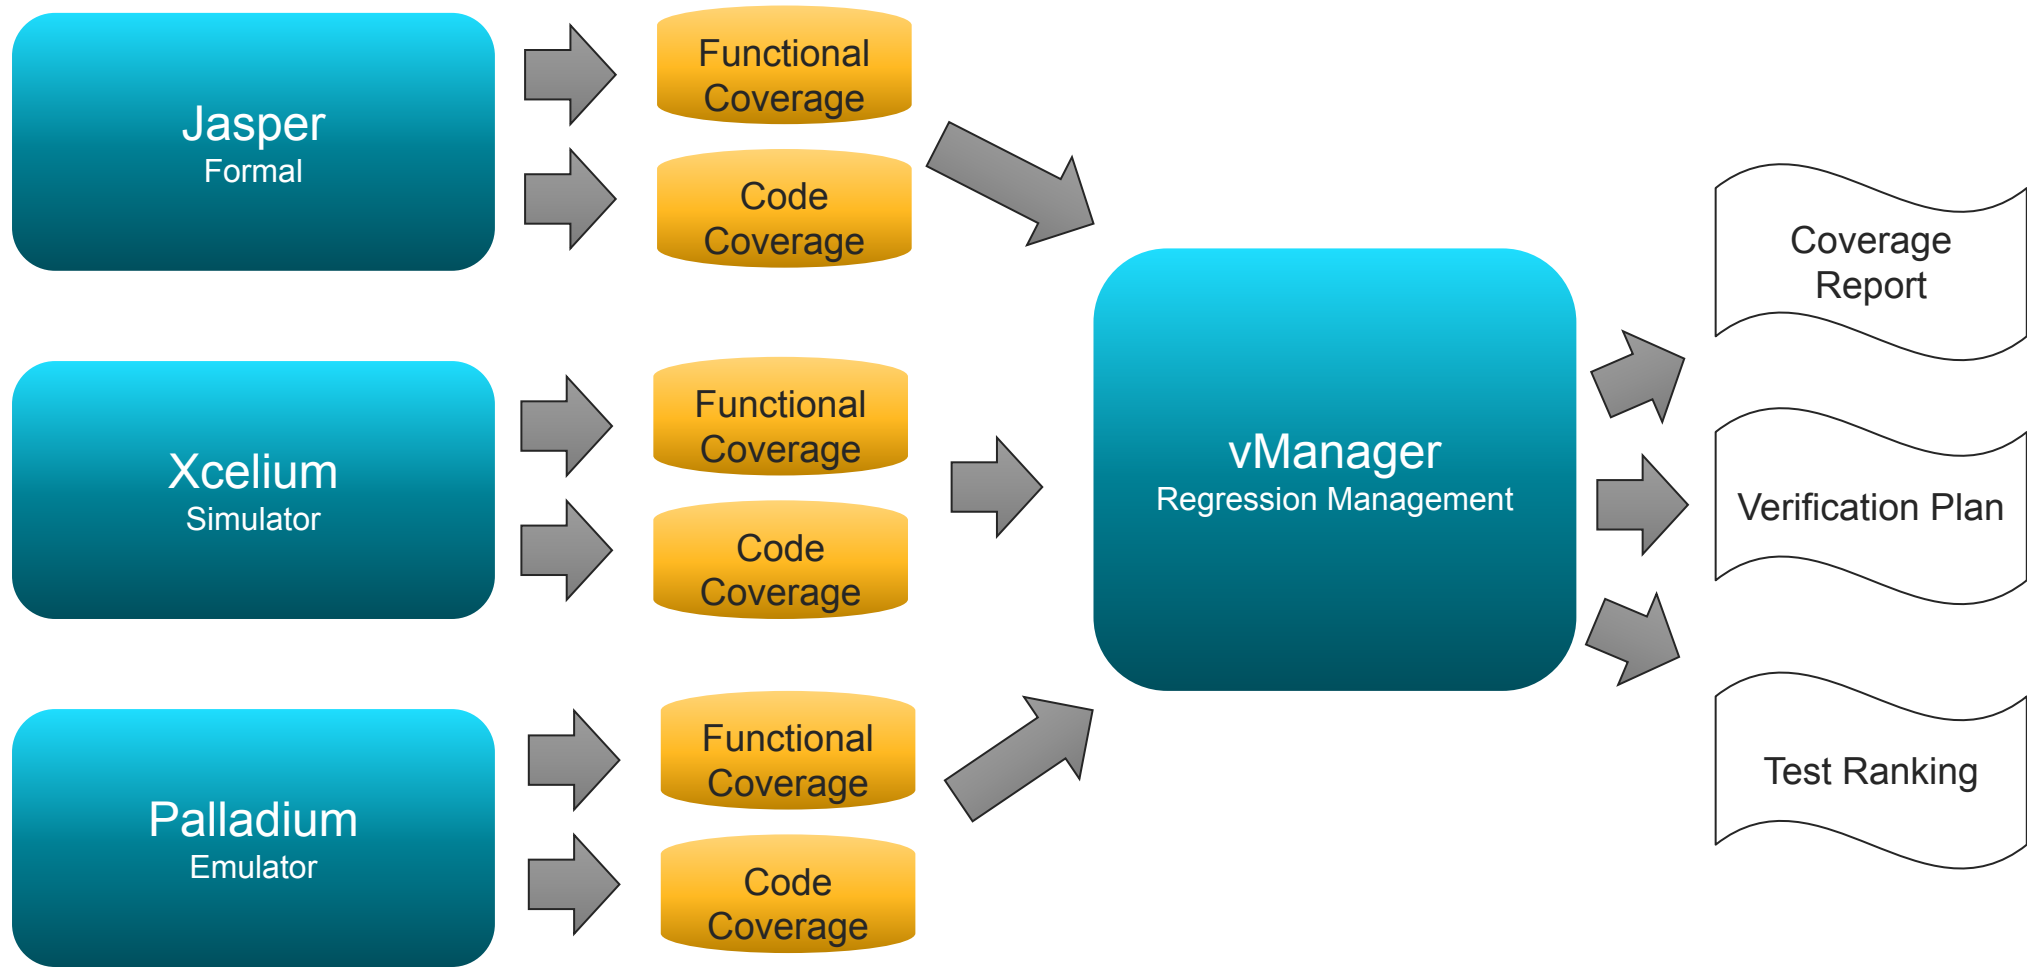 Jasper
Formal
Functional
Coverage
Code
Coverage
Xcelium
Simulator
Functional
Coverage
Code
Coverage
Palladium
Emulator
Functional
Coverage
Code
Coverage
vManager
Regression Management
Coverage
Report
Verification Plan
Test Ranking